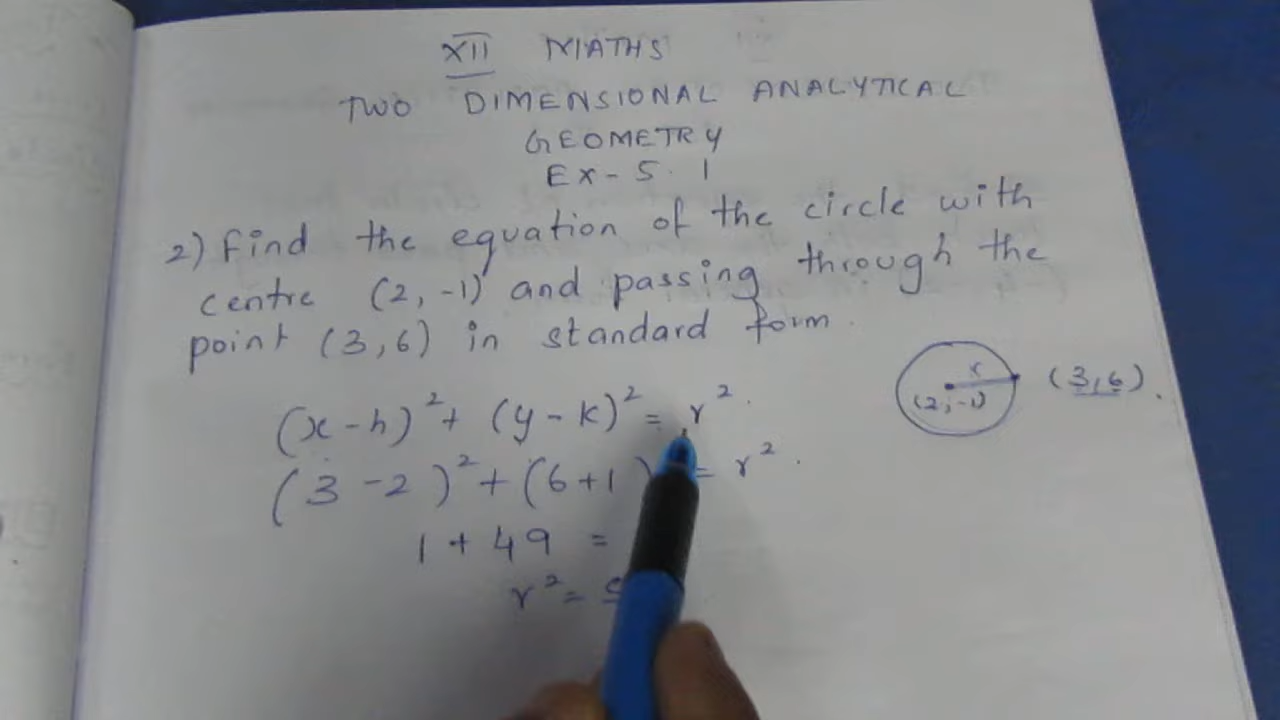 XII MATHS
TWO DIMENSIONAL ANALYTICAL
GEOMETRY
EX - 5.1
2) Find the equation of the circle with
centre (2, -1) and passing through the
point (3,6) in standard form.
r (3,6).
(2,-1)
(x-h)² + (y-k)² = r².
(3-2)² + (6+1) = r².
1 + 49 =
r² =